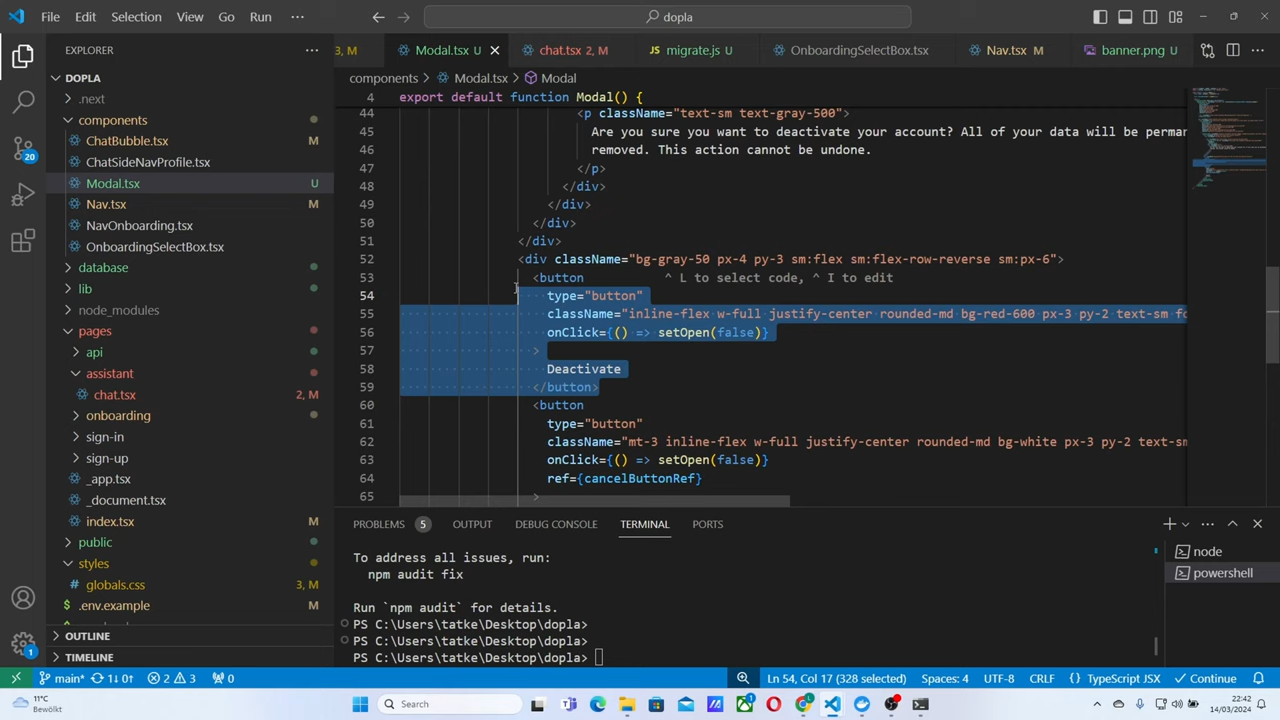 File Edit Selection View Go Run ···
dopla
EXPLORER
3, M
Modal.tsx U
chat.tsx 2, M
migrate.js U
OnboardingSelectBox.tsx
Nav.tsx M
banner.png U
DOPLA
.next
components
ChatBubble.tsx M
ChatSideNavProfile.tsx
Modal.tsx U
Nav.tsx M
NavOnboarding.tsx
OnboardingSelectBox.tsx
database
lib
node_modules
pages
api
assistant
chat.tsx 2, M
onboarding
sign-in
sign-up
_app.tsx
_document.tsx
index.tsx M
public
styles
globals.css 3, M
.env.example M
OUTLINE
TIMELINE
20
1
components > Modal.tsx > Modal
4 export default function Modal() {
44 <p className="text-sm text-gray-500">
45 Are you sure you want to deactivate your account? All of your data will be perman
46 removed. This action cannot be undone.
47 </p>
48 </div>
49 </div>
50 </div>
51 </div>
52 <div className="bg-gray-50 px-4 py-3 sm:flex sm:flex-row-reverse sm:px-6">
53 <button ^ L to select code, ^ I to edit
54 type="button"
55 className="inline-flex w-full justify-center rounded-md bg-red-600 px-3 py-2 text-sm fo
56 onClick={() => setOpen(false)}
57 >
58 Deactivate
59 </button>
60 <button
61 type="button"
62 className="mt-3 inline-flex w-full justify-center rounded-md bg-white px-3 py-2 text-sm
63 onClick={() => setOpen(false)}
64 ref={cancelButtonRef}
65 >
PROBLEMS 5 OUTPUT DEBUG CONSOLE TERMINAL PORTS
To address all issues, run:
npm audit fix
Run `npm audit` for details.
PS C:\Users\tatke\Desktop\dopla>
PS C:\Users\tatke\Desktop\dopla>
PS C:\Users\tatke\Desktop\dopla>
node
powershell
main* 1↓ 0↑ 2 3 0 Ln 54, Col 17 (328 selected) Spaces: 4 UTF-8 CRLF {} TypeScript JSX Continue
11°C
Bewölkt
Search
22:42
14/03/2024